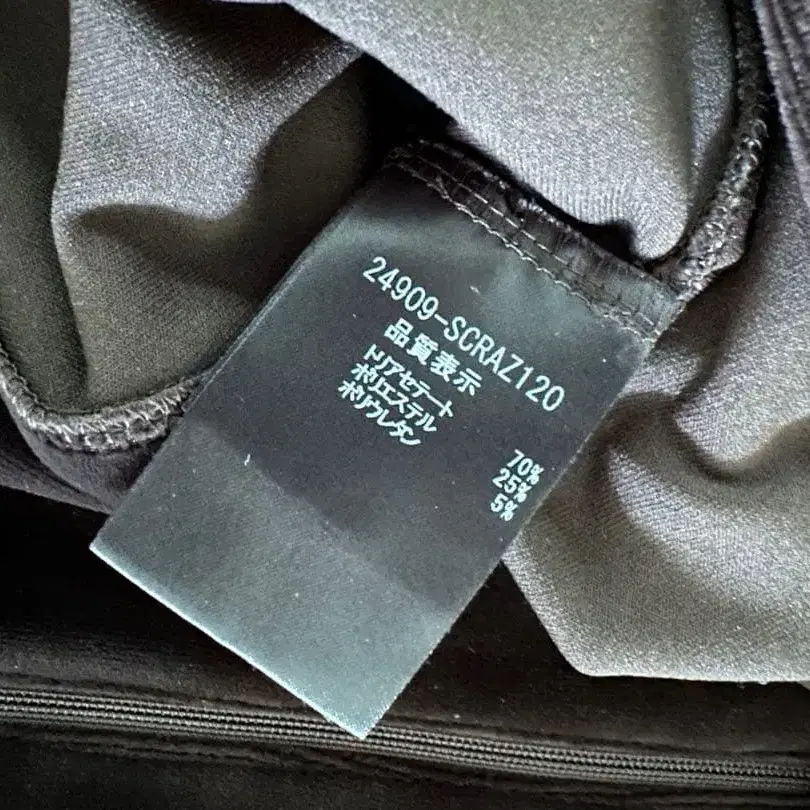 24909-SCRAZ120
品質表示
トリアセテート 70%
ポリエステル 25%
ポリウレタン 5%